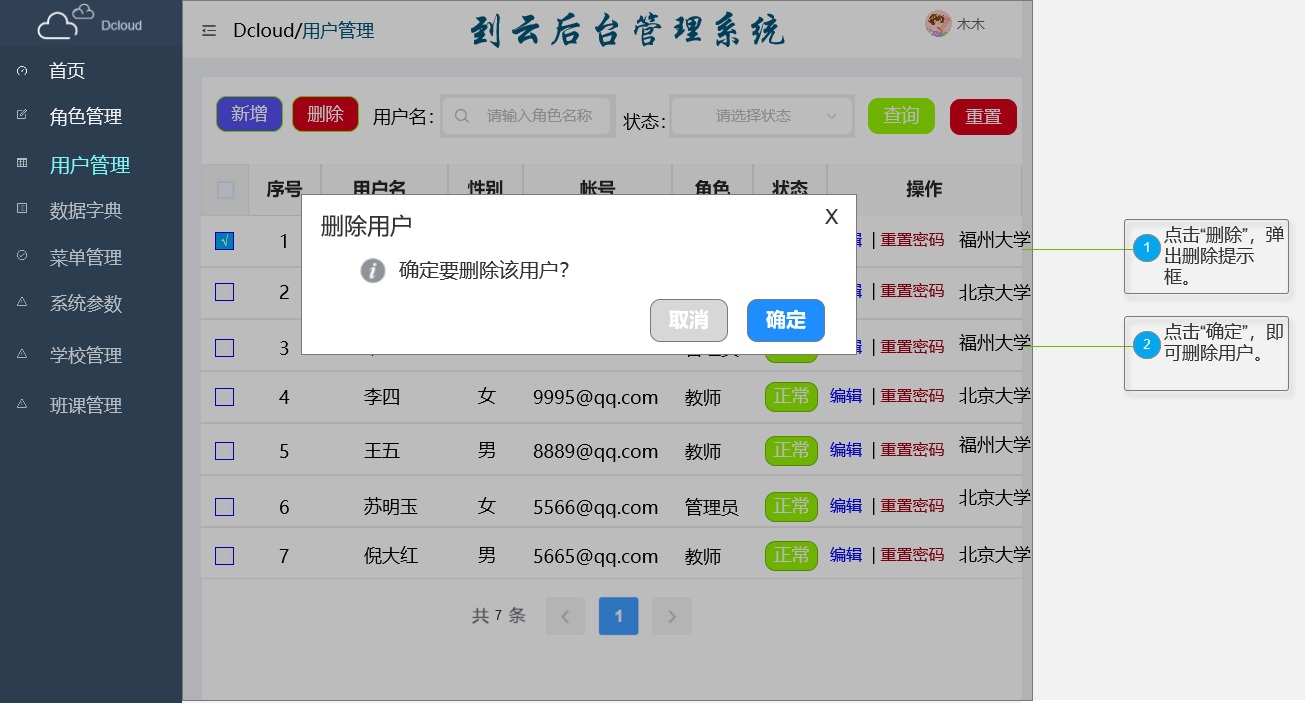 Dcloud
首页
角色管理
用户管理
数据字典
菜单管理
系统参数
学校管理
班课管理
Dcloud/用户管理
到云后台管理系统
木木
新增 删除 用户名: 请输入角色名称 状态: 请选择状态 查询 重置
序号 用户名 性别 帐号 角色 状态 操作
1 | 重置密码 福州大学
2 | 重置密码 北京大学
3 | 重置密码 福州大学
删除用户 X
确定要删除该用户?
取消 确定
4 李四 女 9995@qq.com 教师 正常 编辑 | 重置密码 北京大学
5 王五 男 8889@qq.com 教师 正常 编辑 | 重置密码 福州大学
6 苏明玉 女 5566@qq.com 管理员 正常 编辑 | 重置密码 北京大学
7 倪大红 男 5665@qq.com 教师 正常 编辑 | 重置密码 北京大学
共 7 条 < 1 >
1 点击“删除”，弹
出删除提示
框。
2 点击“确定”，即
可删除用户。